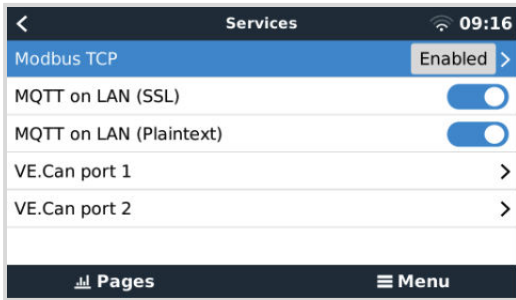 Services 09:16
Modbus TCP Enabled
MQTT on LAN (SSL)
MQTT on LAN (Plaintext)
VE.Can port 1
VE.Can port 2
Pages Menu